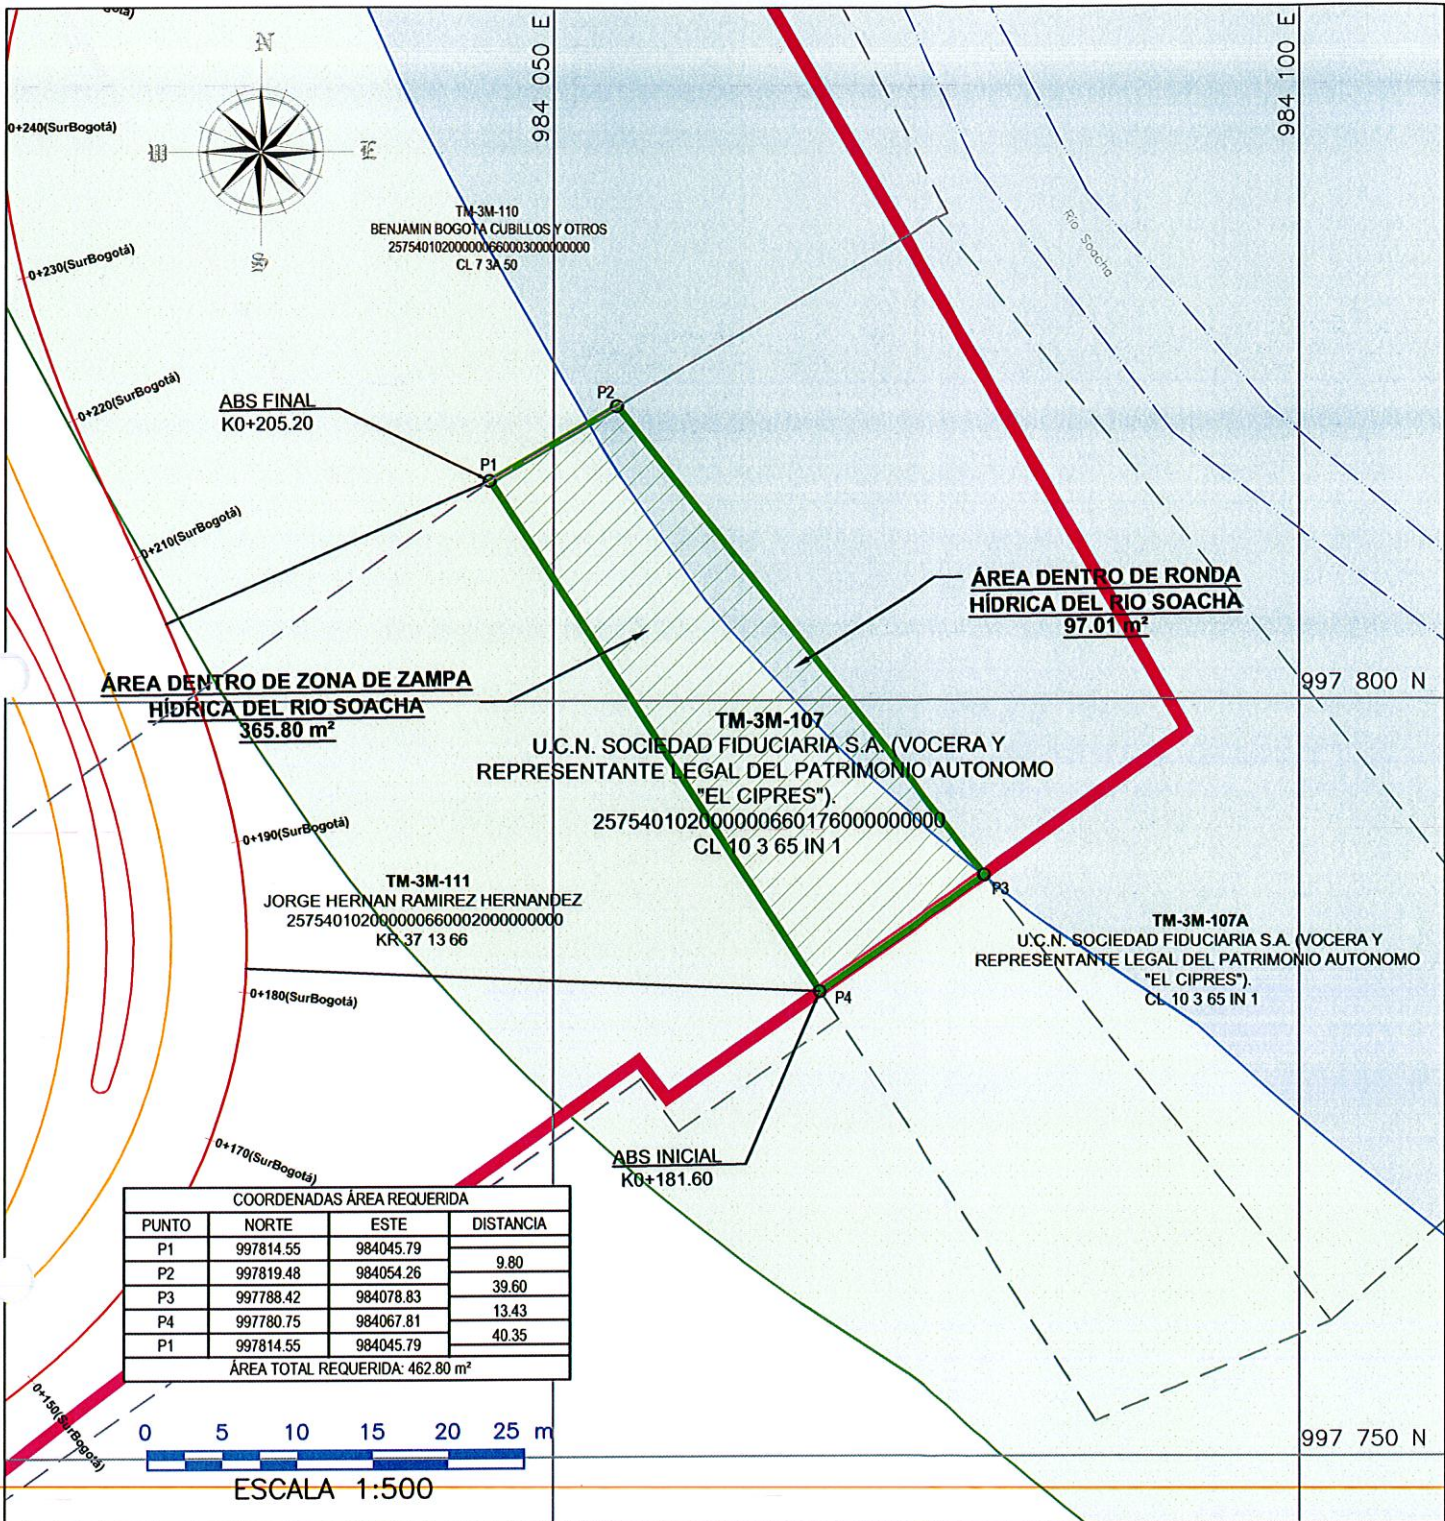 984 050 E
984 100 E
N
W
E
S
0+240(SurBogotá)
0+230(SurBogotá)
0+220(SurBogotá)
0+210(SurBogotá)
0+190(SurBogotá)
0+180(SurBogotá)
0+170(SurBogotá)
0+150(SurBogotá)
TM-3M-110
BENJAMIN BOGOTA CUBILLOS Y OTROS
257540102000000660003000000000
CL 7 3A 50
Río Soacha
ABS FINAL
K0+205.20
P1
P2
ÁREA DENTRO DE RONDA
HÍDRICA DEL RIO SOACHA
97.01 m²
ÁREA DENTRO DE ZONA DE ZAMPA
HÍDRICA DEL RIO SOACHA
365.80 m²
997 800 N
TM-3M-107
U.C.N. SOCIEDAD FIDUCIARIA S.A. (VOCERA Y
REPRESENTANTE LEGAL DEL PATRIMONIO AUTONOMO
"EL CIPRES").
257540102000000660176000000000
CL 10 3 65 IN 1
TM-3M-111
JORGE HERNAN RAMIREZ HERNANDEZ
257540102000000660002000000000
KR 37 13 66
P3
P4
TM-3M-107A
U.C.N. SOCIEDAD FIDUCIARIA S.A. (VOCERA Y
REPRESENTANTE LEGAL DEL PATRIMONIO AUTONOMO
"EL CIPRES").
CL 10 3 65 IN 1
ABS INICIAL
K0+181.60
COORDENADAS ÁREA REQUERIDA
PUNTO NORTE ESTE DISTANCIA
P1 997814.55 984045.79
9.80
P2 997819.48 984054.26
39.60
P3 997788.42 984078.83
13.43
P4 997780.75 984067.81
40.35
P1 997814.55 984045.79
ÁREA TOTAL REQUERIDA: 462.80 m²
0 5 10 15 20 25 m
ESCALA 1:500
997 750 N